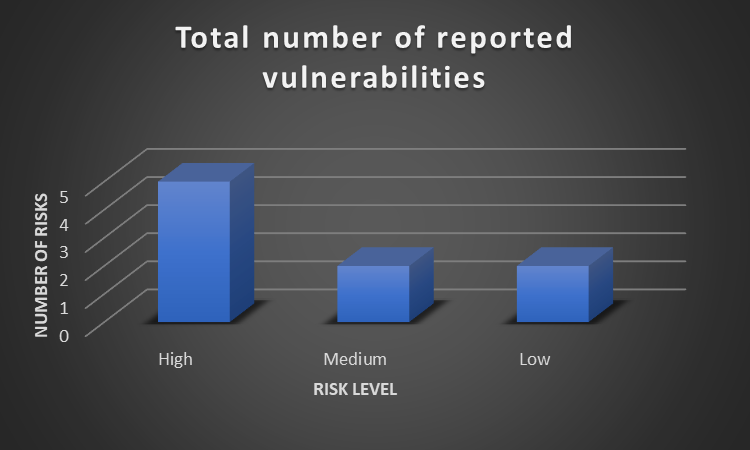 Total number of reported
vulnerabilities
NUMBER OF RISKS
5
4
3
2
1
0
High
Medium
Low
RISK LEVEL